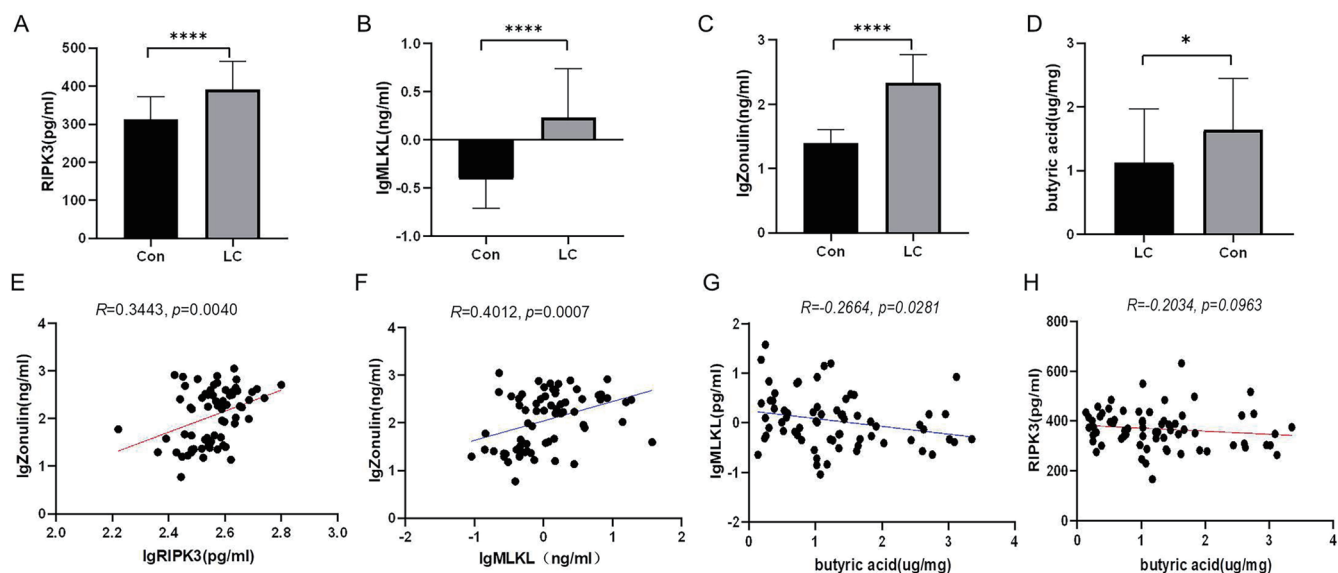 A
RIPK3(pg/ml)
500
400
300
200
100
0
****
Con
LC
B
lgMLKL(ng/ml)
1.0
0.5
0.0
-0.5
-1.0
****
Con
LC
C
lgZonulin(ng/ml)
3
2
1
0
****
Con
LC
D
butyric acid(ug/mg)
3
2
1
0
*
LC
Con
E
R=0.3443, p=0.0040
lgZonulin(ng/ml)
4
3
2
1
0
2.0
2.2
2.4
2.6
2.8
3.0
lgRIPK3(pg/ml)
F
R=0.4012, p=0.0007
lgZonulin(ng/ml)
4
3
2
1
0
-2
-1
0
1
2
lgMLKL（ng/ml）
G
R=-0.2664, p=0.0281
lgMLKL(pg/ml)
2
1
0
-1
-2
0
1
2
3
4
butyric acid(ug/mg)
H
R=-0.2034, p=0.0963
RIPK3(pg/ml)
800
600
400
200
0
0
1
2
3
4
butyric acid(ug/mg)